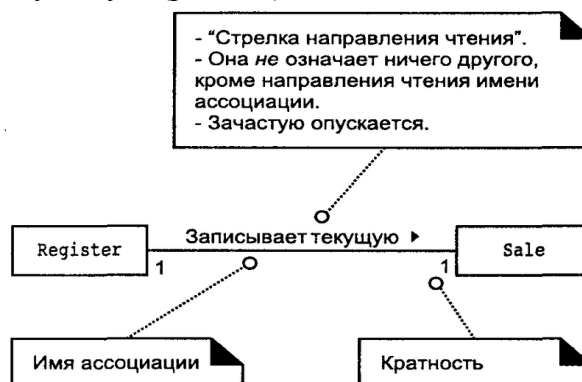 - “Стрелка направления чтения”.
- Она не означает ничего другого,
кроме направления чтения имени
ассоциации.
- Зачастую опускается.
Записывает текущую ▶
Register
Sale
1
1
Имя ассоциации
Кратность